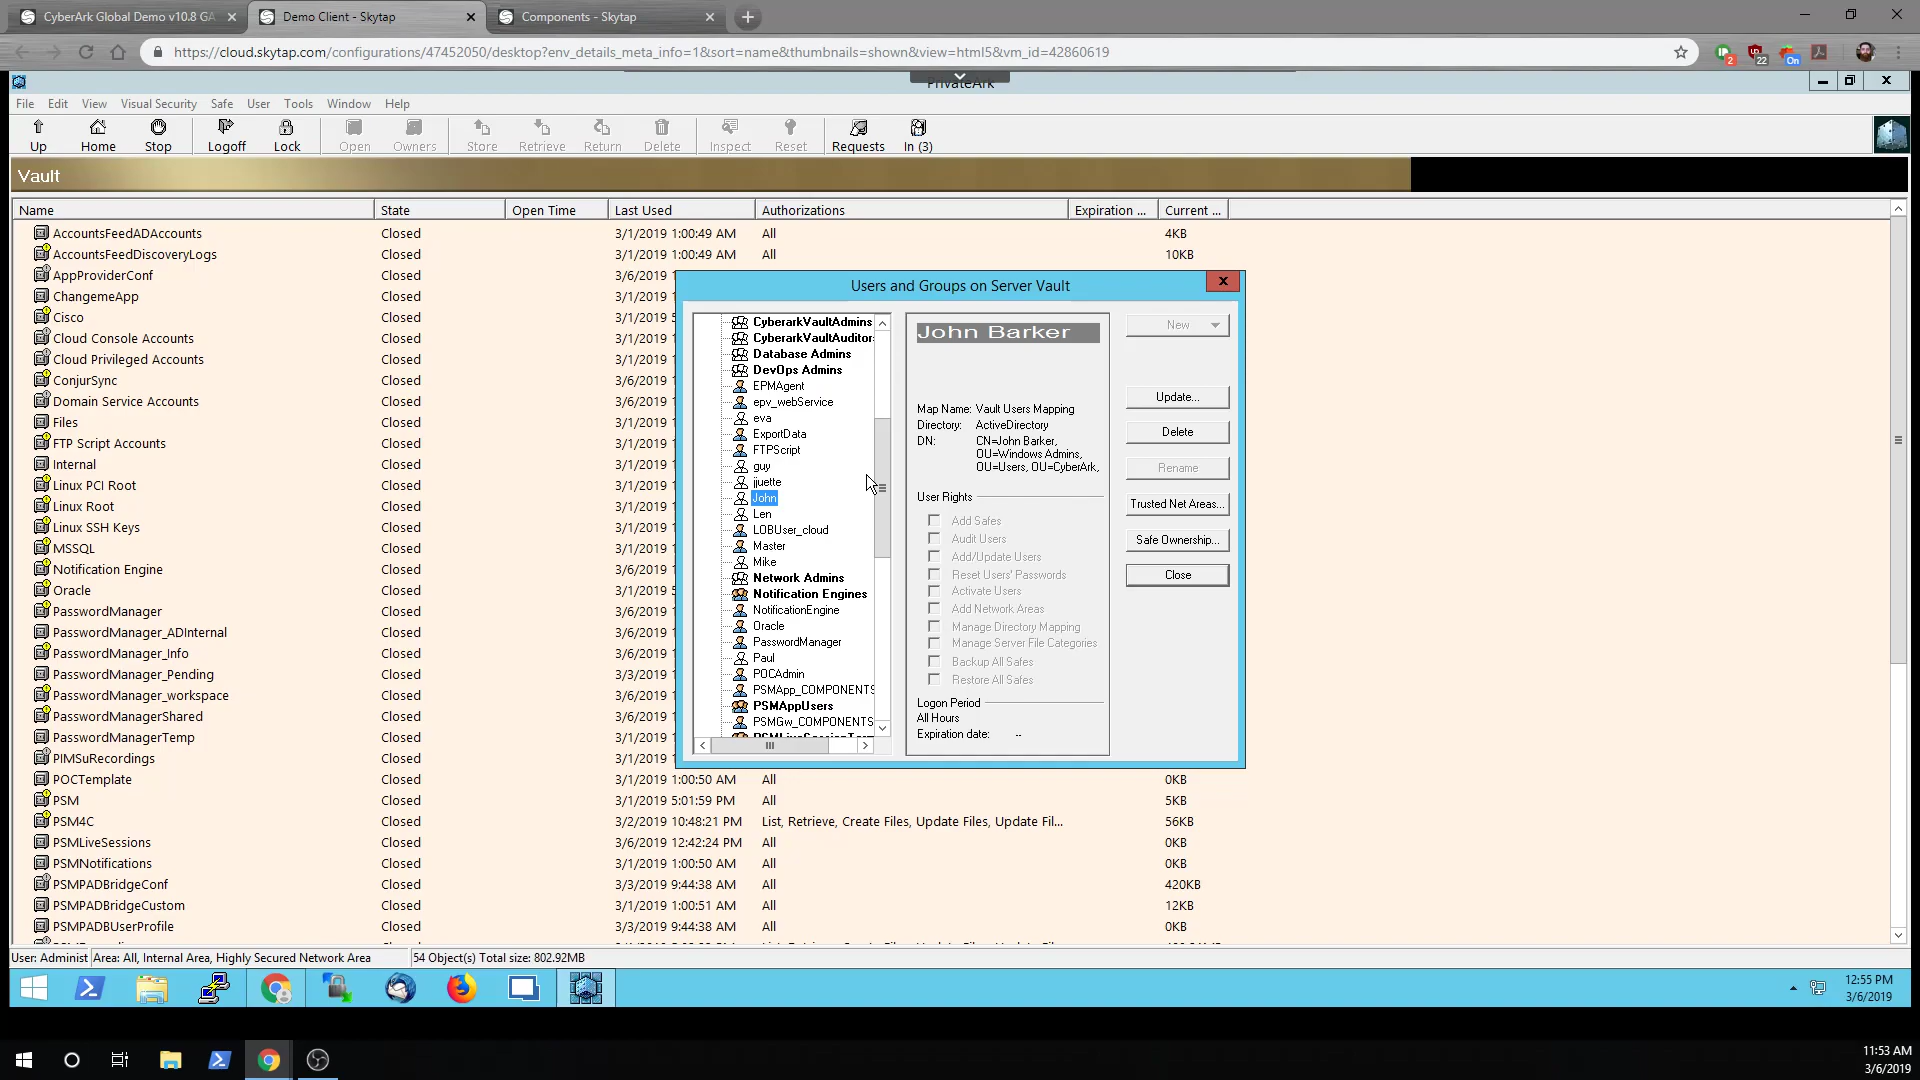 CyberArk Global Demo v10.8 GA
Demo Client - Skytap
Components - Skytap
https://cloud.skytap.com/configurations/47452050/desktop?env_details_meta_info=1&sort=name&thumbnails=shown&view=html5&vm_id=42860619
2
22
On
PrivateArk
File Edit View Visual Security Safe User Tools Window Help
Up Home Stop Logoff Lock Open Owners Store Retrieve Return Delete Inspect Reset Requests In (3)
Vault
Name State Open Time Last Used Authorizations Expiration ... Current ...
AccountsFeedADAccounts Closed 3/1/2019 1:00:49 AM All 4KB
AccountsFeedDiscoveryLogs Closed 3/1/2019 1:00:49 AM All 10KB
AppProviderConf Closed 3/6/2019
ChangemeApp Closed 3/1/2019
Cisco Closed 3/1/2019
Cloud Console Accounts Closed 3/1/2019
Cloud Privileged Accounts Closed 3/1/2019
ConjurSync Closed 3/6/2019
Domain Service Accounts Closed 3/6/2019
Files Closed 3/1/2019
FTP Script Accounts Closed 3/1/2019
Internal Closed 3/1/2019
Linux PCI Root Closed 3/1/2019
Linux Root Closed 3/1/2019
Linux SSH Keys Closed 3/1/2019
MSSQL Closed 3/1/2019
Notification Engine Closed 3/6/2019
Oracle Closed 3/1/2019
PasswordManager Closed 3/6/2019
PasswordManager_ADInternal Closed 3/6/2019
PasswordManager_Info Closed 3/6/2019
PasswordManager_Pending Closed 3/3/2019
PasswordManager_workspace Closed 3/6/2019
PasswordManagerShared Closed 3/6/2019
PasswordManagerTemp Closed 3/1/2019
PIMSuRecordings Closed 3/1/2019
POCTemplate Closed 3/1/2019 1:00:50 AM All 0KB
PSM Closed 3/1/2019 5:01:59 PM All 5KB
PSM4C Closed 3/2/2019 10:48:21 PM List, Retrieve, Create Files, Update Files, Update Fil... 56KB
PSMLiveSessions Closed 3/6/2019 12:42:24 PM All 0KB
PSMNotifications Closed 3/1/2019 1:00:50 AM All 0KB
PSMPADBridgeConf Closed 3/3/2019 9:44:38 AM All 420KB
PSMPADBridgeCustom Closed 3/1/2019 1:00:51 AM All 12KB
PSMPADBUserProfile Closed 3/3/2019 9:44:38 AM All 0KB
Users and Groups on Server Vault
CyberarkVaultAdmins
CyberarkVaultAuditor
Database Admins
DevOps Admins
EPMAgent
epv_webService
eva
ExportData
FTPScript
guy
jjuette
John
Len
LOBUser_cloud
Master
Mike
Network Admins
Notification Engines
NotificationEngine
Oracle
PasswordManager
Paul
POCAdmin
PSMApp_COMPONENTS
PSMAppUsers
PSMGw_COMPONENTS
John Barker
Map Name: Vault Users Mapping
Directory: ActiveDirectory
DN: CN=John Barker,
OU=Windows Admins,
OU=Users, OU=CyberArk,
User Rights
Add Safes
Audit Users
Add/Update Users
Reset Users' Passwords
Activate Users
Add Network Areas
Manage Directory Mapping
Manage Server File Categories
Backup All Safes
Restore All Safes
Logon Period
All Hours
Expiration date: --
New
Update...
Delete
Rename
Trusted Net Areas...
Safe Ownership...
Close
User: Administ Area: All, Internal Area, Highly Secured Network Area 54 Object(s) Total size: 802.92MB
12:55 PM
3/6/2019
11:53 AM
3/6/2019